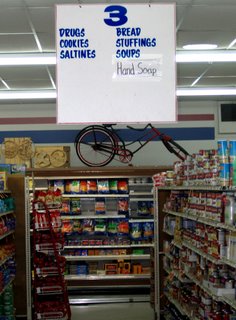 3
DRUGS BREAD
COOKIES STUFFINGS
SALTINES SOUPS
Hand Soap